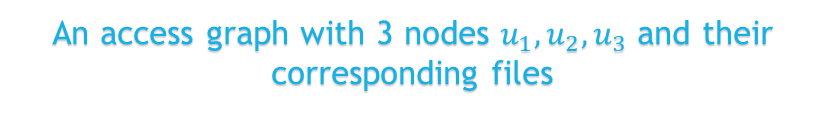 An access graph with 3 nodes 𝑢₁, 𝑢₂, 𝑢₃ and their
corresponding files